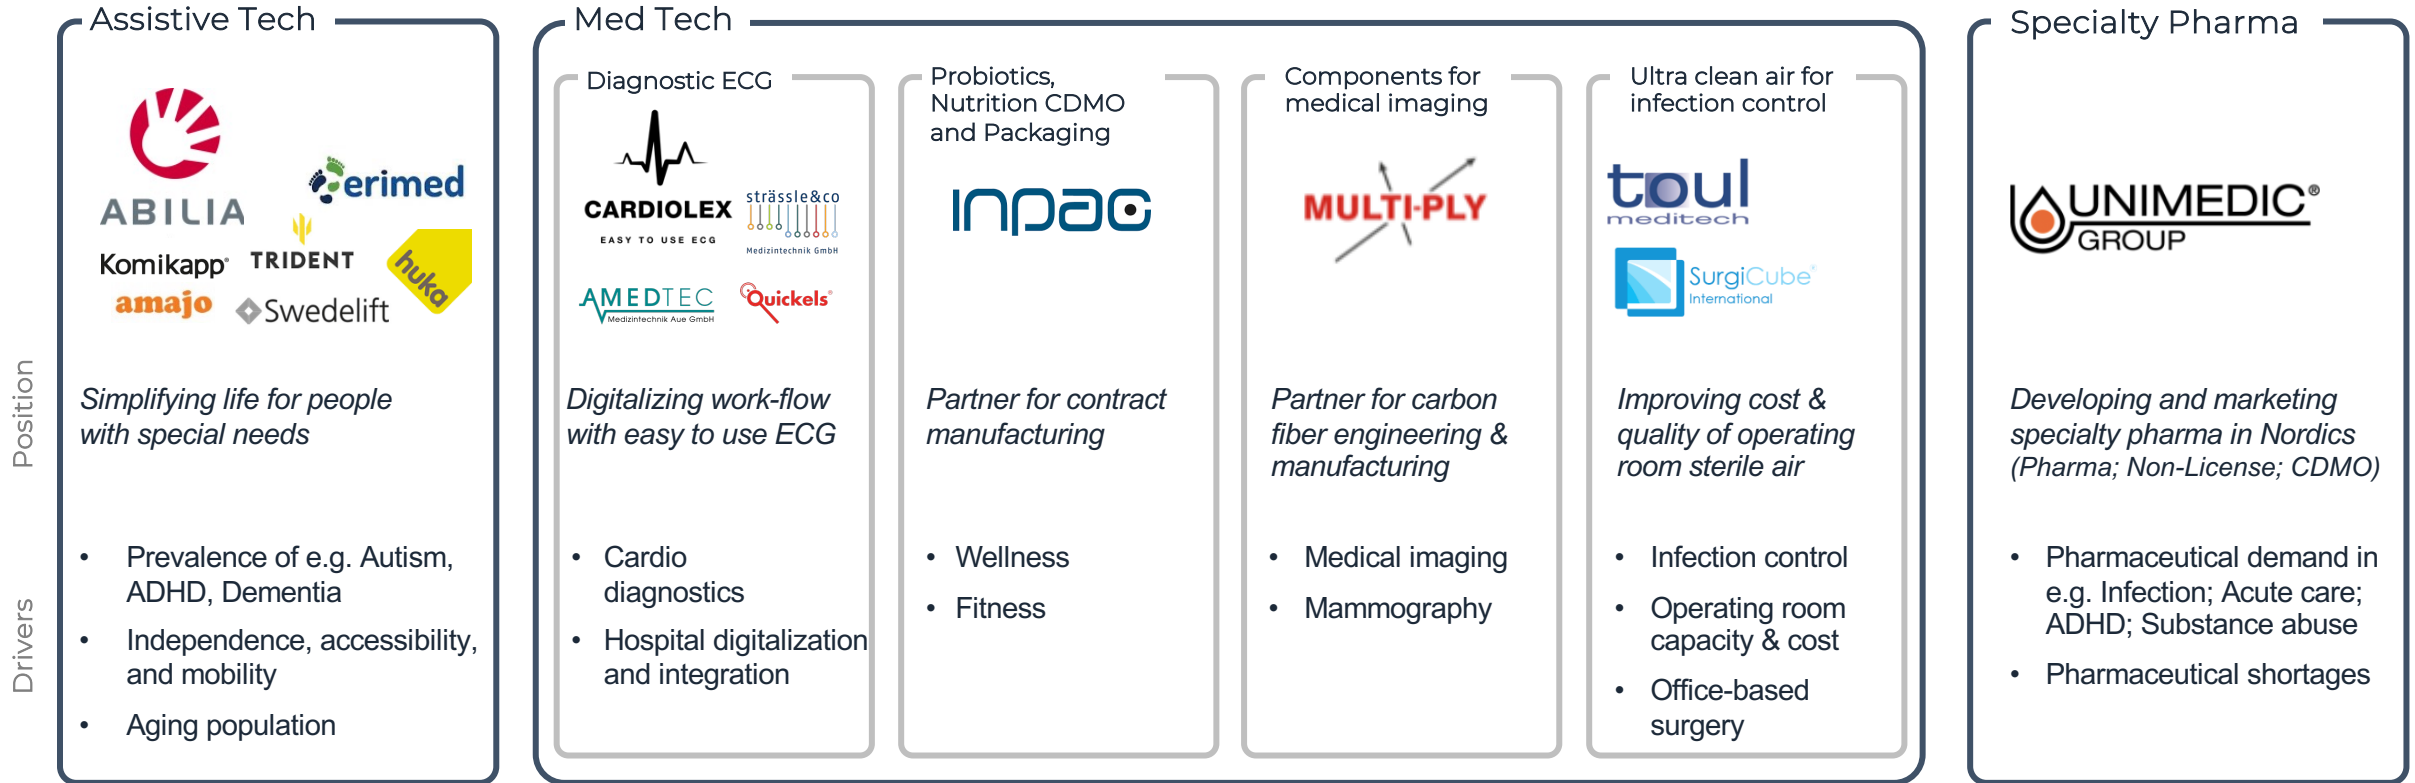 Assistive Tech
ABILIA
erimed
Komikapp®
TRIDENT
huka
amajo
Swedelift
Med Tech
Diagnostic ECG
CARDIOLEX
EASY TO USE ECG
strässle&co
Medizintechnik GmbH
AMEDTEC
Medizintechnik Aue GmbH
Quickels®
Probiotics,
Nutrition CDMO
and Packaging
inpac
Components for
medical imaging
MULTI-PLY
Ultra clean air for
infection control
toul
meditech
SurgiCube®
International
Specialty Pharma
UNIMEDIC®
GROUP
Position
Simplifying life for people
with special needs
Digitalizing work-flow
with easy to use ECG
Partner for contract
manufacturing
Partner for carbon
fiber engineering &
manufacturing
Improving cost &
quality of operating
room sterile air
Developing and marketing
specialty pharma in Nordics
(Pharma; Non-License; CDMO)
Drivers
• Prevalence of e.g. Autism,
ADHD, Dementia
• Independence, accessibility,
and mobility
• Aging population
• Cardio
diagnostics
• Hospital digitalization
and integration
• Wellness
• Fitness
• Medical imaging
• Mammography
• Infection control
• Operating room
capacity & cost
• Office-based
surgery
• Pharmaceutical demand in
e.g. Infection; Acute care;
ADHD; Substance abuse
• Pharmaceutical shortages